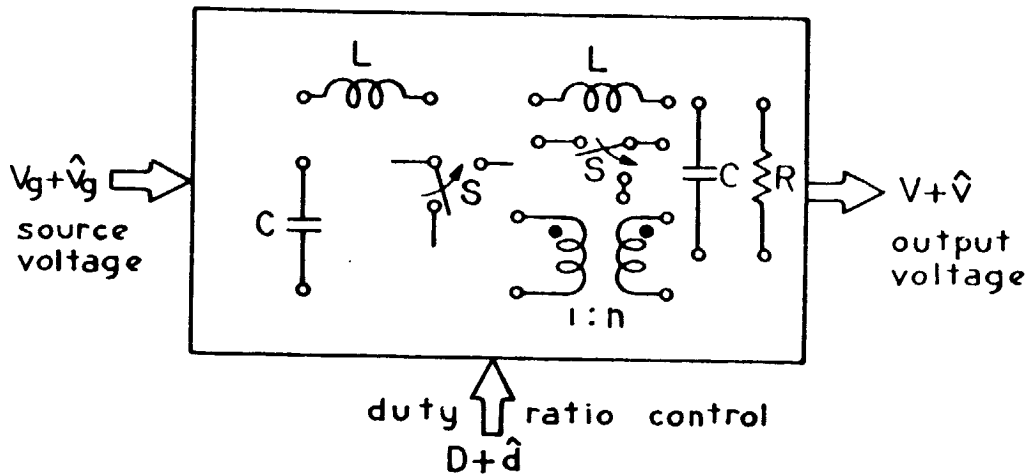 L
L
Vg+v̂g
source
voltage
C
S
S
C
R
V+v̂
output
voltage
1:n
duty ratio control
D+d̂